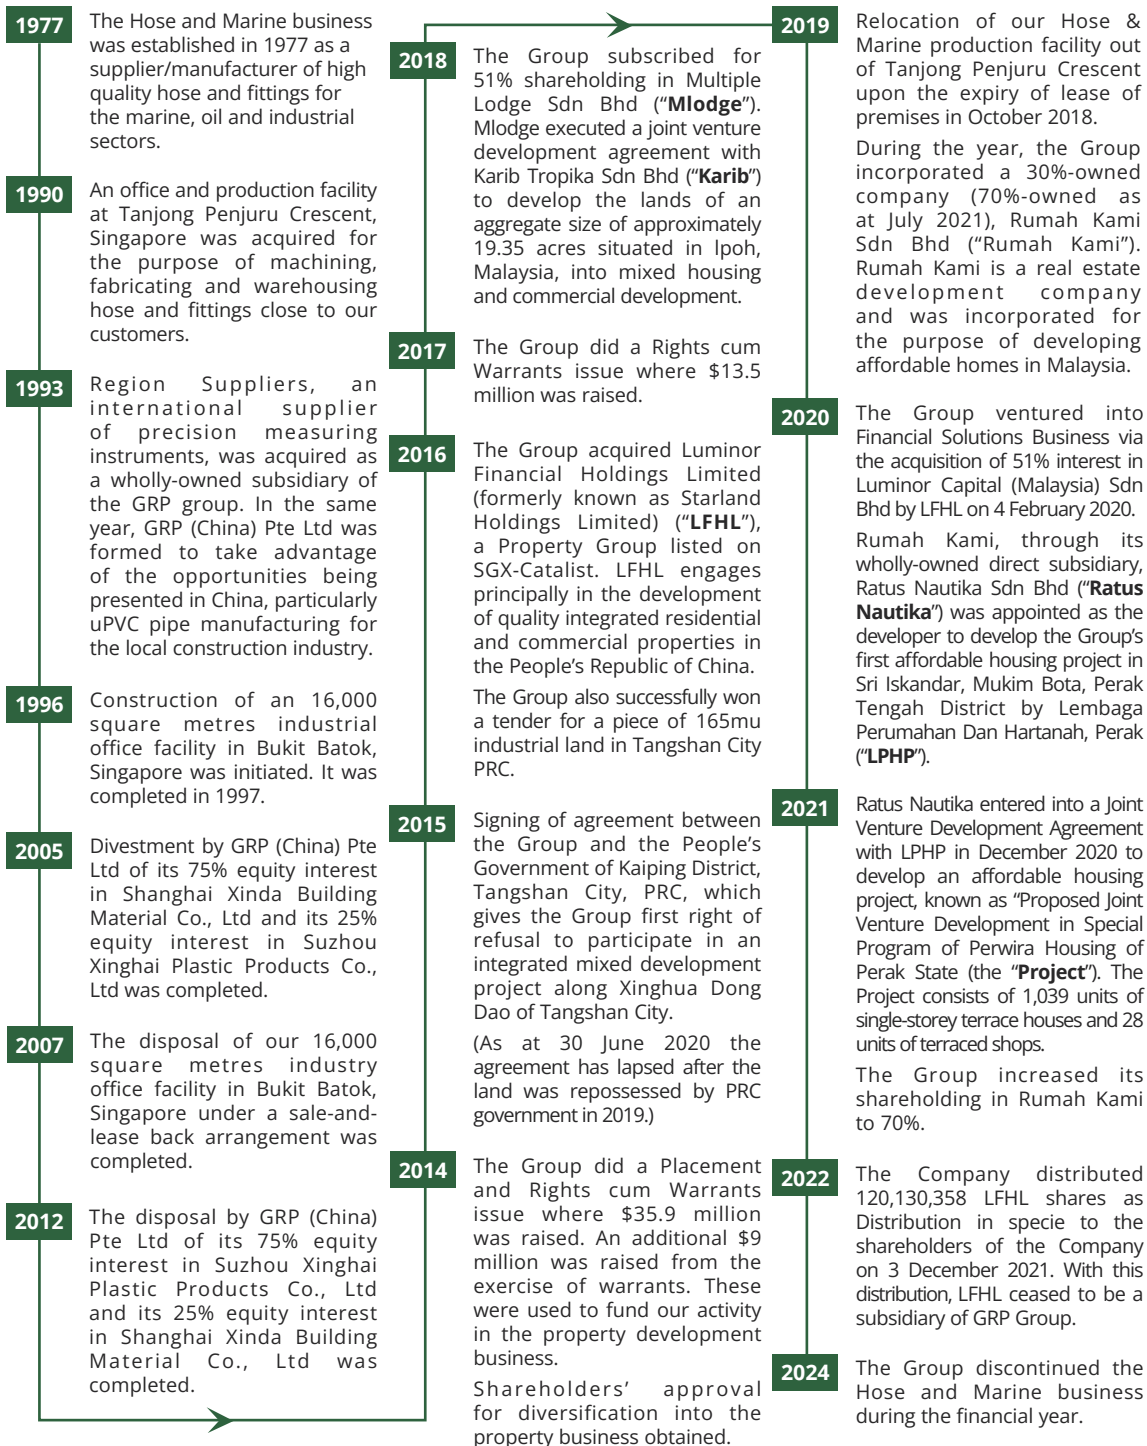 1977
The Hose and Marine business
was established in 1977 as a
supplier/manufacturer of high
quality hose and fittings for
the marine, oil and industrial
sectors.
1990
An office and production facility
at Tanjong Penjuru Crescent,
Singapore was acquired for
the purpose of machining,
fabricating and warehousing
hose and fittings close to our
customers.
1993
Region Suppliers, an
international supplier
of precision measuring
instruments, was acquired as
a wholly-owned subsidiary of
the GRP group. In the same
year, GRP (China) Pte Ltd was
formed to take advantage
of the opportunities being
presented in China, particularly
uPVC pipe manufacturing for
the local construction industry.
1996
Construction of an 16,000
square metres industrial
office facility in Bukit Batok,
Singapore was initiated. It was
completed in 1997.
2005
Divestment by GRP (China) Pte
Ltd of its 75% equity interest
in Shanghai Xinda Building
Material Co., Ltd and its 25%
equity interest in Suzhou
Xinghai Plastic Products Co.,
Ltd was completed.
2007
The disposal of our 16,000
square metres industry
office facility in Bukit Batok,
Singapore under a sale-and-
lease back arrangement was
completed.
2012
The disposal by GRP (China)
Pte Ltd of its 75% equity
interest in Suzhou Xinghai
Plastic Products Co., Ltd
and its 25% equity interest
in Shanghai Xinda Building
Material Co., Ltd was
completed.
2014
The Group did a Placement
and Rights cum Warrants
issue where $35.9 million
was raised. An additional $9
million was raised from the
exercise of warrants. These
were used to fund our activity
in the property development
business.
Shareholders’ approval
for diversification into the
property business obtained.
2015
Signing of agreement between
the Group and the People’s
Government of Kaiping District,
Tangshan City, PRC, which
gives the Group first right of
refusal to participate in an
integrated mixed development
project along Xinghua Dong
Dao of Tangshan City.
(As at 30 June 2020 the
agreement has lapsed after the
land was repossessed by PRC
government in 2019.)
2016
The Group acquired Luminor
Financial Holdings Limited
(formerly known as Starland
Holdings Limited) (“LFHL”),
a Property Group listed on
SGX-Catalist. LFHL engages
principally in the development
of quality integrated residential
and commercial properties in
the People’s Republic of China.
The Group also successfully won
a tender for a piece of 165mu
industrial land in Tangshan City
PRC.
2017
The Group did a Rights cum
Warrants issue where $13.5
million was raised.
2018
The Group subscribed for
51% shareholding in Multiple
Lodge Sdn Bhd (“Mlodge”).
Mlodge executed a joint venture
development agreement with
Karib Tropika Sdn Bhd (“Karib”)
to develop the lands of an
aggregate size of approximately
19.35 acres situated in lpoh,
Malaysia, into mixed housing
and commercial development.
2019
Relocation of our Hose &
Marine production facility out
of Tanjong Penjuru Crescent
upon the expiry of lease of
premises in October 2018.
During the year, the Group
incorporated a 30%-owned
company (70%-owned as
at July 2021), Rumah Kami
Sdn Bhd (“Rumah Kami”).
Rumah Kami is a real estate
development company
and was incorporated for
the purpose of developing
affordable homes in Malaysia.
2020
The Group ventured into
Financial Solutions Business via
the acquisition of 51% interest in
Luminor Capital (Malaysia) Sdn
Bhd by LFHL on 4 February 2020.
Rumah Kami, through its
wholly-owned direct subsidiary,
Ratus Nautika Sdn Bhd (“Ratus
Nautika”) was appointed as the
developer to develop the Group’s
first affordable housing project in
Sri Iskandar, Mukim Bota, Perak
Tengah District by Lembaga
Perumahan Dan Hartanah, Perak
(“LPHP”).
2021
Ratus Nautika entered into a Joint
Venture Development Agreement
with LPHP in December 2020 to
develop an affordable housing
project, known as “Proposed Joint
Venture Development in Special
Program of Perwira Housing of
Perak State (the “Project”). The
Project consists of 1,039 units of
single-storey terrace houses and 28
units of terraced shops.
The Group increased its
shareholding in Rumah Kami
to 70%.
2022
The Company distributed
120,130,358 LFHL shares as
Distribution in specie to the
shareholders of the Company
on 3 December 2021. With this
distribution, LFHL ceased to be a
subsidiary of GRP Group.
2024
The Group discontinued the
Hose and Marine business
during the financial year.